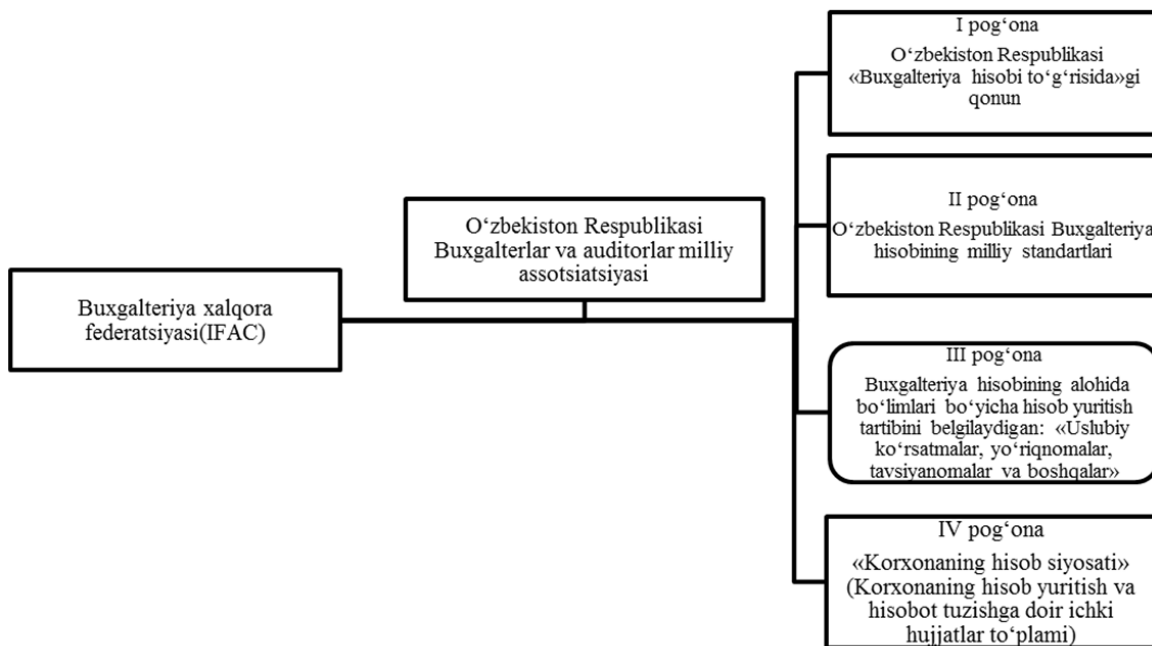 Buxgalteriya xalqora
federatsiyasi(IFAC)
O‘zbekiston Respublikasi
Buxgalterlar va auditorlar milliy
assotsiatsiyasi
I pog‘ona
O‘zbekiston Respublikasi
«Buxgalteriya hisobi to‘g‘risida»gi
qonun
II pog‘ona
O‘zbekiston Respublikasi Buxgalteriya
hisobining milliy standartlari
III pog‘ona
Buxgalteriya hisobining alohida
bo‘limlari bo‘yicha hisob yuritish
tartibini belgilaydigan: «Uslubiy
ko‘rsatmalar, yo‘riqnomalar,
tavsiyanomalar va boshqalar»
IV pog‘ona
«Korxonaning hisob siyosati»
(Korxonaning hisob yuritish va
hisobot tuzishga doir ichki
hujjatlar to‘plami)